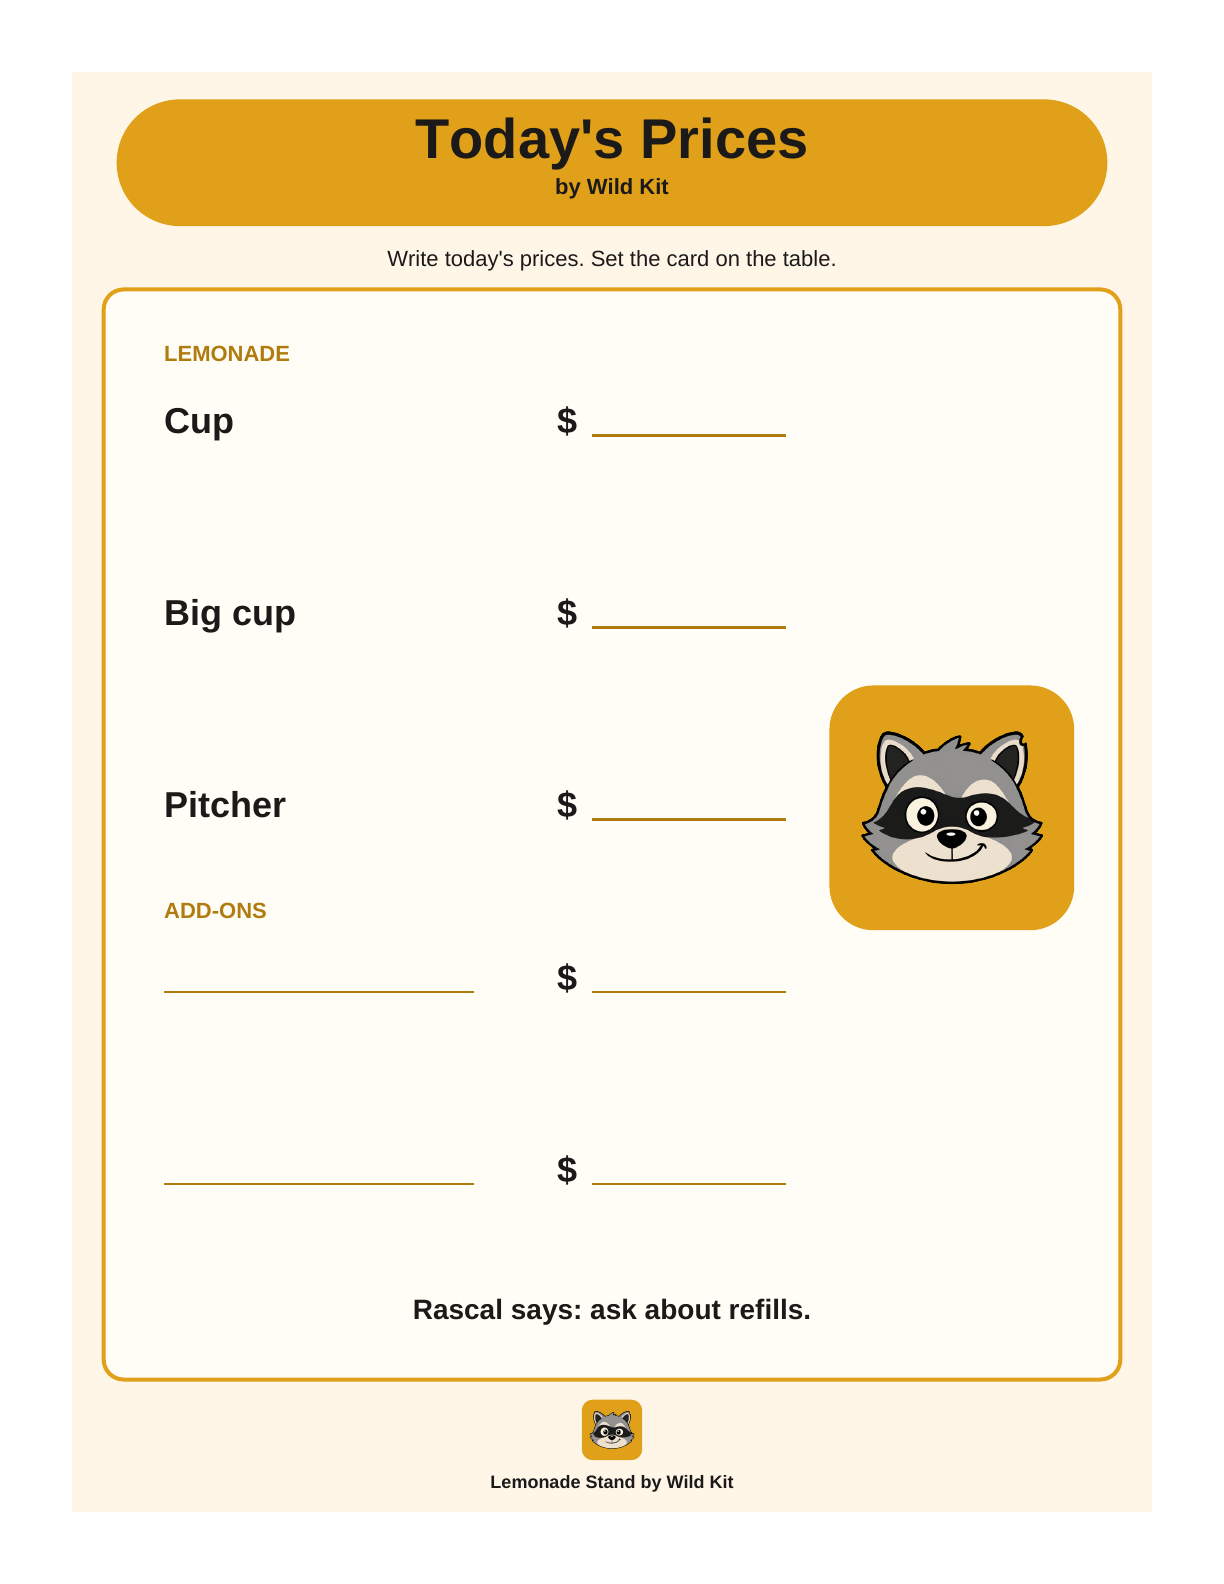 Today's Prices
by Wild Kit
Write today's prices. Set the card on the table.
LEMONADE
Cup $
Big cup $
Pitcher $
ADD-ONS
$
$
Rascal says: ask about refills.
Lemonade Stand by Wild Kit